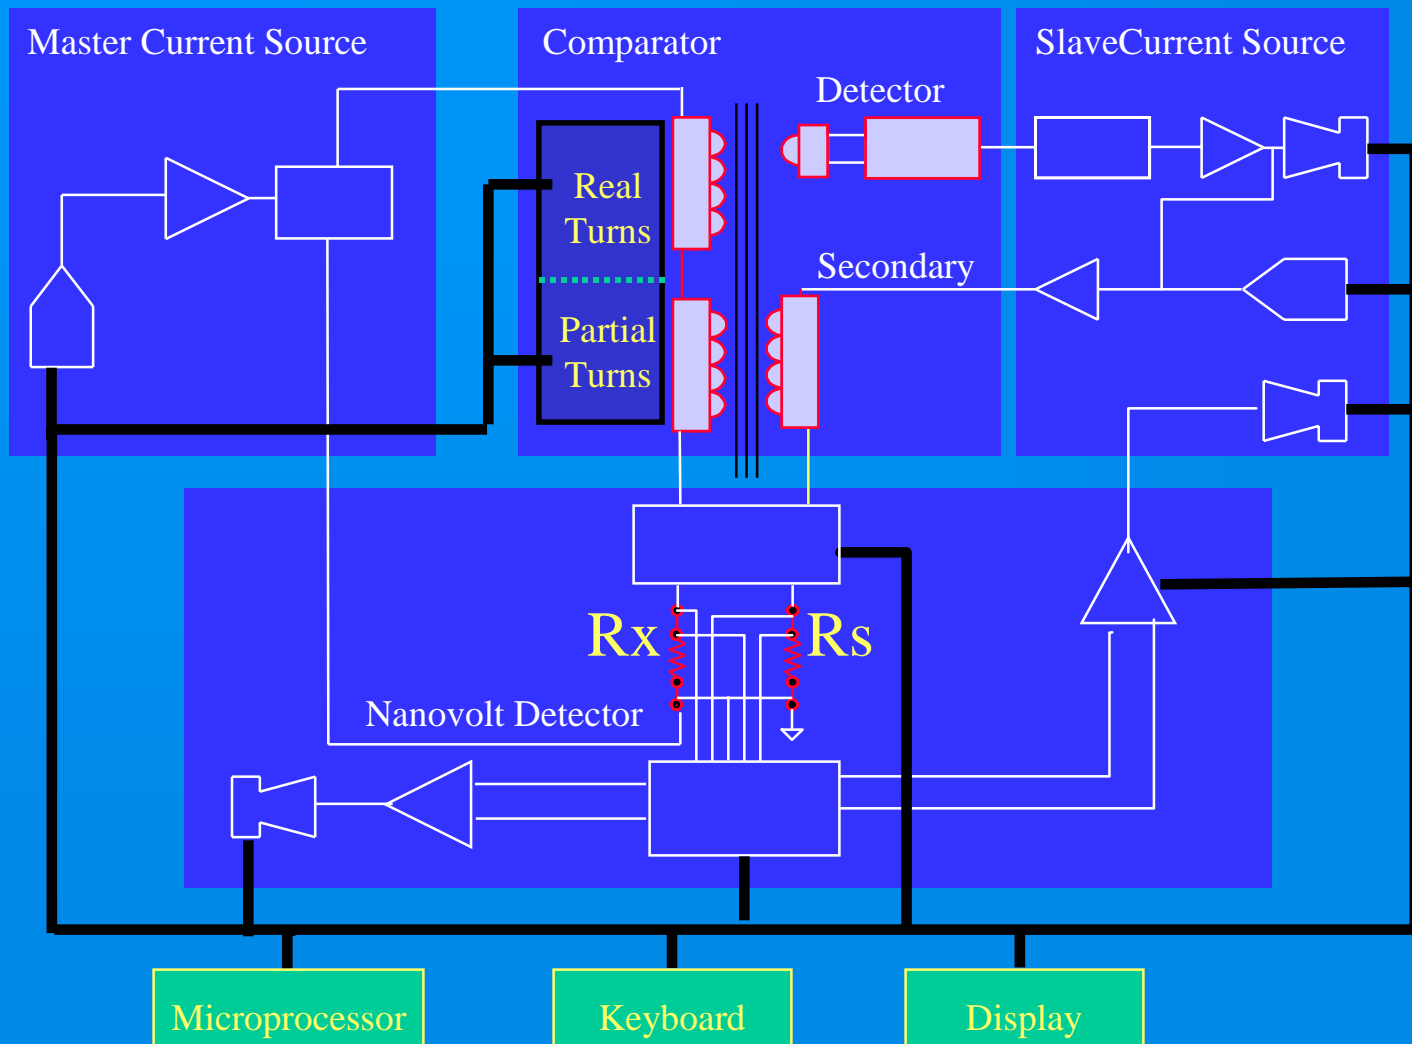 Master Current Source
Comparator
SlaveCurrent Source
Detector
Real
Turns
Secondary
Partial
Turns
Rx
Rs
Nanovolt Detector
Microprocessor
Keyboard
Display